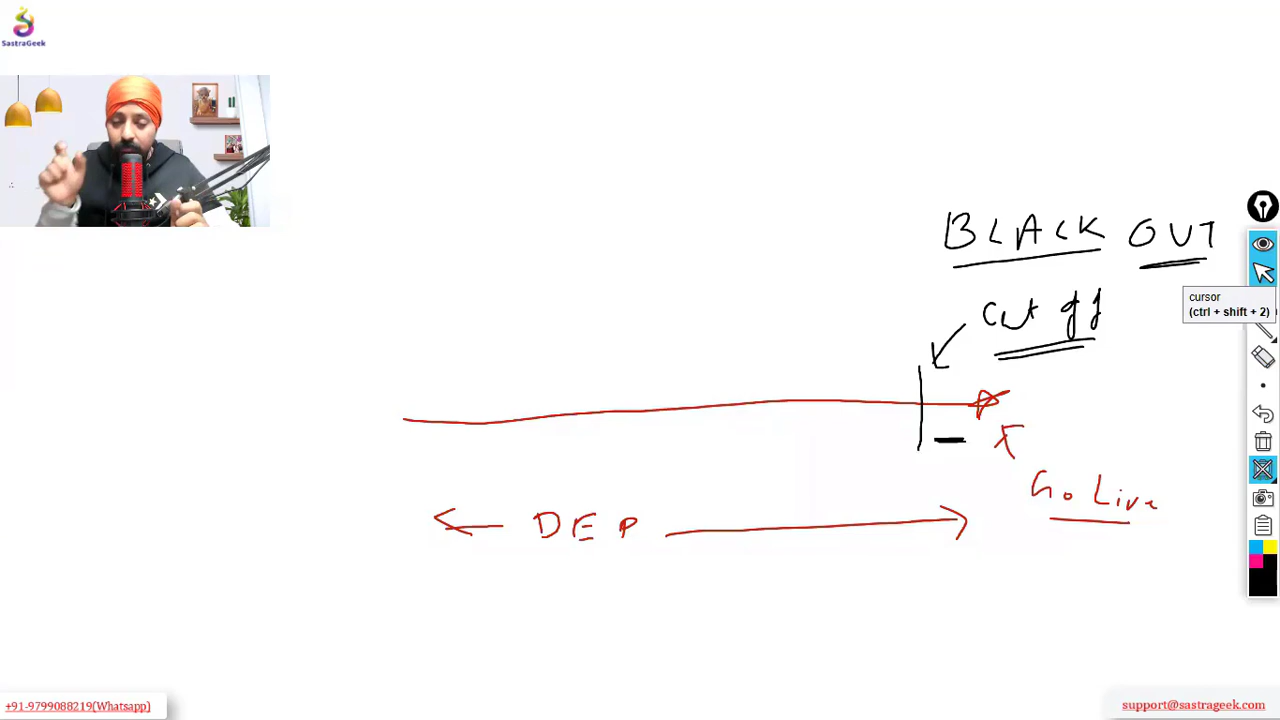 SastraGeek
BLACK OUT
Cut off
cursor
(ctrl + shift + 2)
Go Live
DEP
+91-9799088219(Whatsapp)
support@sastrageek.com